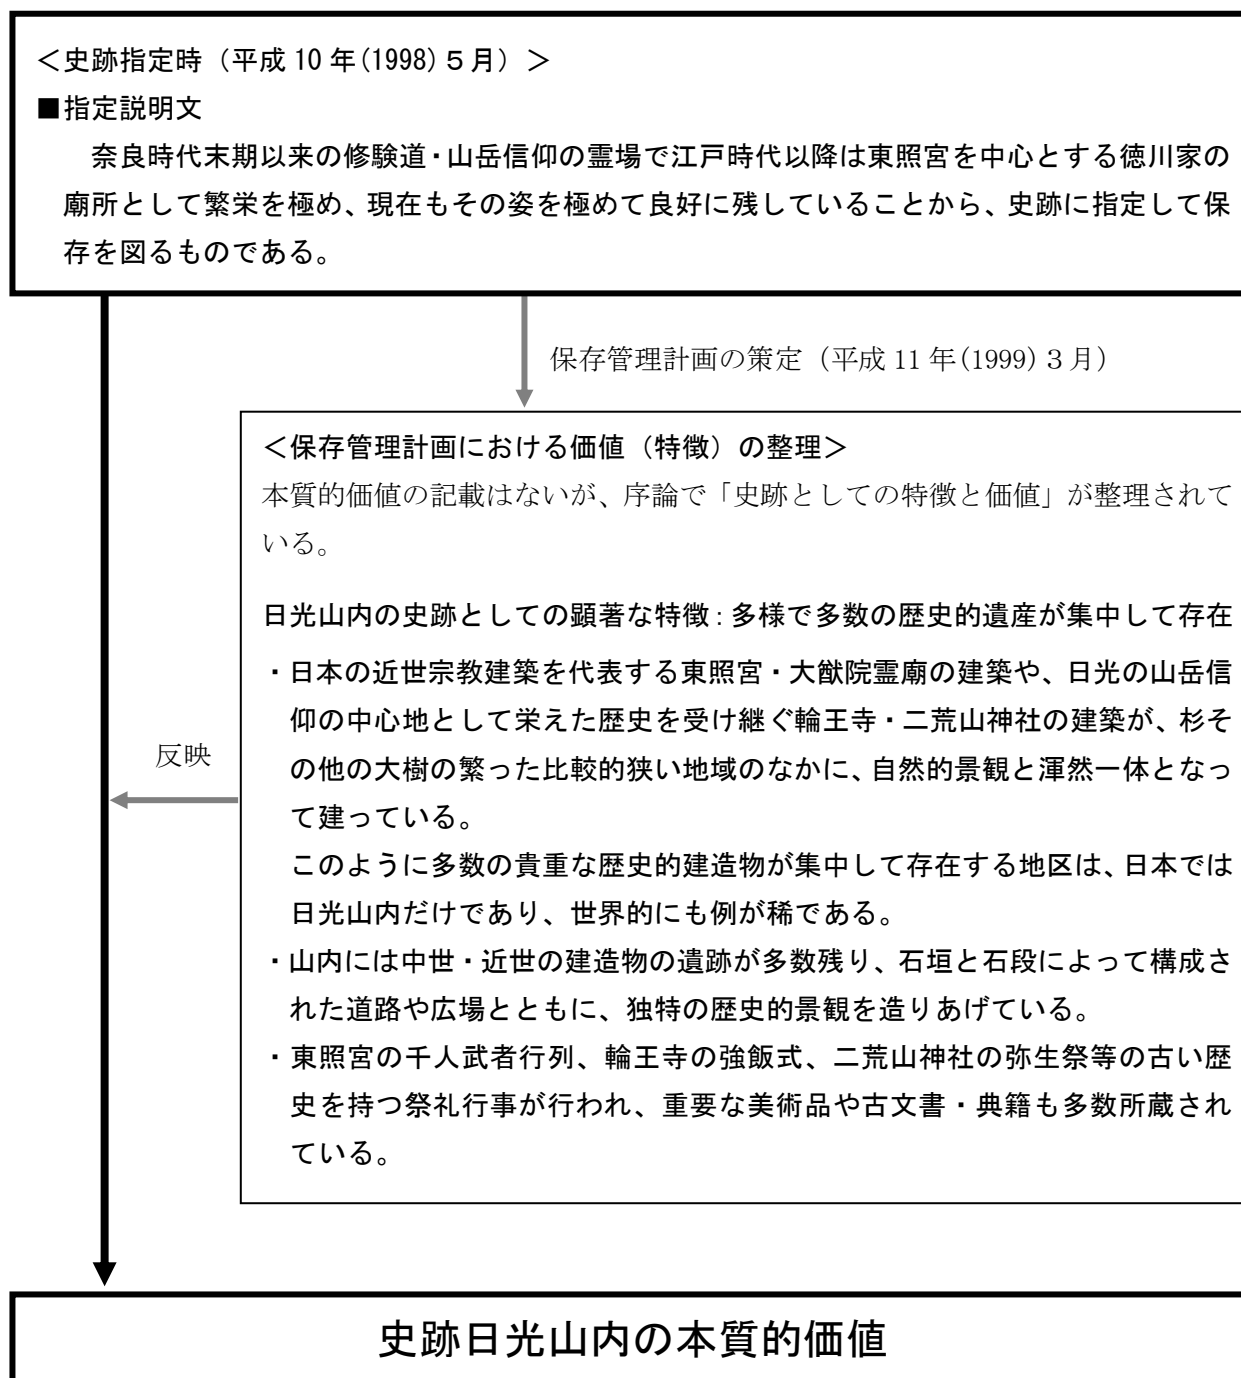 ＜史跡指定時（平成 10 年(1998) 5 月）＞
■指定説明文
奈良時代末期以来の修験道・山岳信仰の霊場で江戸時代以降は東照宮を中心とする徳川家の
廟所として繁栄を極め、現在もその姿を極めて良好に残していることから、史跡に指定して保
存を図るものである。
保存管理計画の策定（平成 11 年(1999) 3 月）
＜保存管理計画における価値（特徴）の整理＞
本質的価値の記載はないが、序論で「史跡としての特徴と価値」が整理されて
いる。
日光山内の史跡としての顕著な特徴：多様で多数の歴史的遺産が集中して存在
・日本の近世宗教建築を代表する東照宮・大猷院霊廟の建築や、日光の山岳信
仰の中心地として栄えた歴史を受け継ぐ輪王寺・二荒山神社の建築が、杉そ
の他の大樹の繁った比較的狭い地域のなかに、自然的景観と渾然一体となっ
て建っている。
このように多数の貴重な歴史的建造物が集中して存在する地区は、日本では
日光山内だけであり、世界的にも例が稀である。
・山内には中世・近世の建造物の遺跡が多数残り、石垣と石段によって構成さ
れた道路や広場とともに、独特の歴史的景観を造りあげている。
・東照宮の千人武者行列、輪王寺の強飯式、二荒山神社の弥生祭等の古い歴
史を持つ祭礼行事が行われ、重要な美術品や古文書・典籍も多数所蔵され
ている。
反映
史跡日光山内の本質的価値